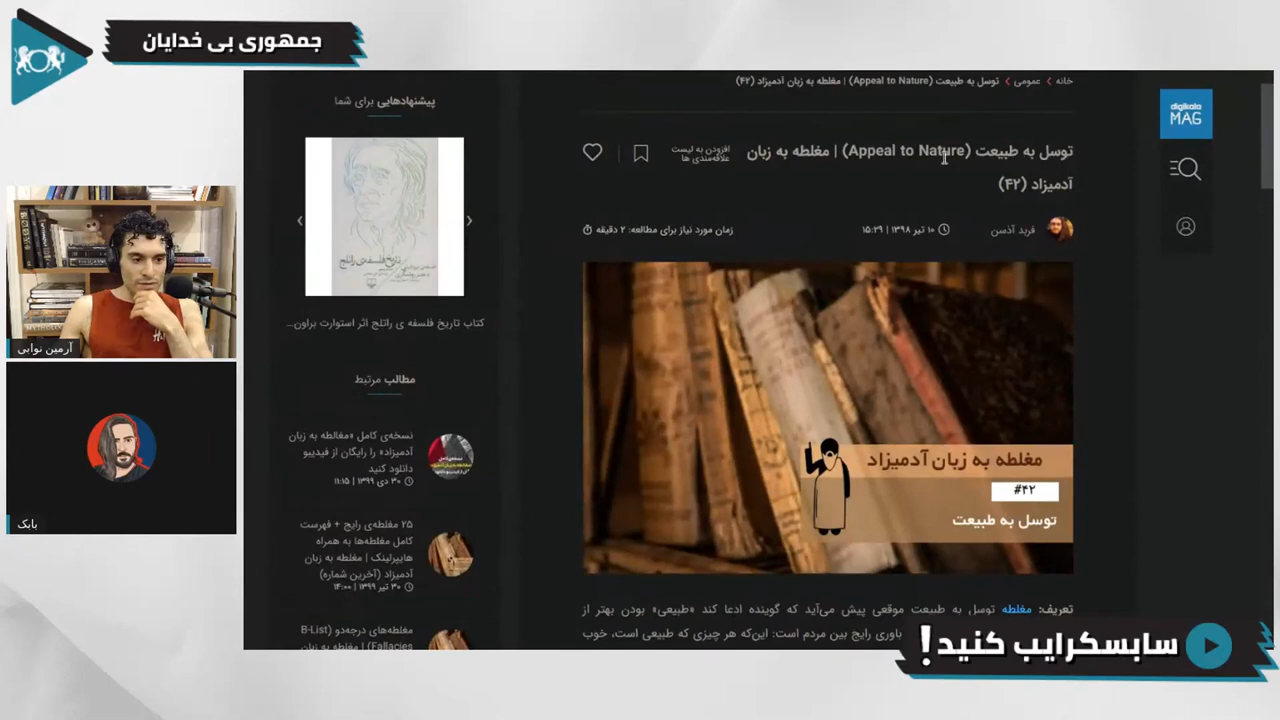 جمهوری بی خدایان
خانه › عمومی › توسل به طبیعت (Appeal to Nature) | مغلطه به زبان آدمیزاد (۴۲)
digikala
MAG
توسل به طبیعت (Appeal to Nature) | مغلطه به زبان
آدمیزاد (۴۲)
افزودن به لیست
علاقه‌مندی ها
فرید آذسن
۱۰ تیر ۱۳۹۸ | ۱۵:۲۹
زمان مورد نیاز برای مطالعه: ۲ دقیقه
مغلطه به زبان آدمیزاد
#۴۲
توسل به طبیعت
تعریف: مغلطه توسل به طبیعت موقعی پیش می‌آید که گوینده ادعا کند «طبیعی» بودن بهتر از
باوری رایج بین مردم است: این‌که هر چیزی که طبیعی است، خوب
پیشنهادهایی برای شما
تاریخ فلسفه‌ی راتلج
کتاب تاریخ فلسفه ی راتلج اثر استوارت براون...
مطالب مرتبط
نسخه‌ی کامل «مغالطه به زبان
آدمیزاد» را رایگان از فیدیبو
دانلود کنید
۳۰ دی ۱۳۹۹ | ۱۱:۱۵
۲۵ مغلطه‌ی رایج + فهرست
کامل مغلطه‌ها به همراه
هایپرلینک | مغلطه به زبان
آدمیزاد (آخرین شماره)
۳۰ تیر ۱۳۹۹ | ۱۴:۰۰
مغلطه‌های درجه‌دو (B-List
Fallacies) | مغلطه به زبان
آرمین نوابی
بابک
سابسکرایب کنید!